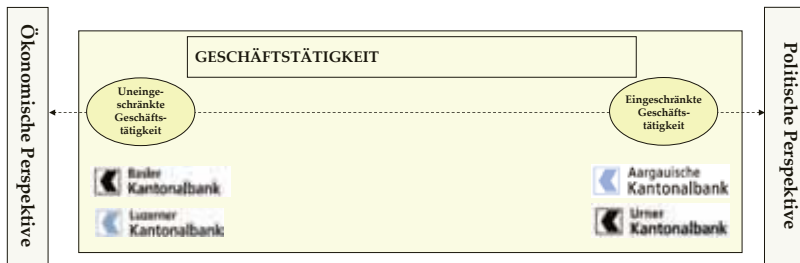 Ökonomische Perspektive
GESCHÄFTSTÄTIGKEIT
Uneinge-
schränkte
Geschäfts-
tätigkeit
Eingeschränkte
Geschäfts-
tätigkeit
Basler
Kantonalbank
Luzerner
Kantonalbank
Aargauische
Kantonalbank
Urner
Kantonalbank
Politische Perspektive